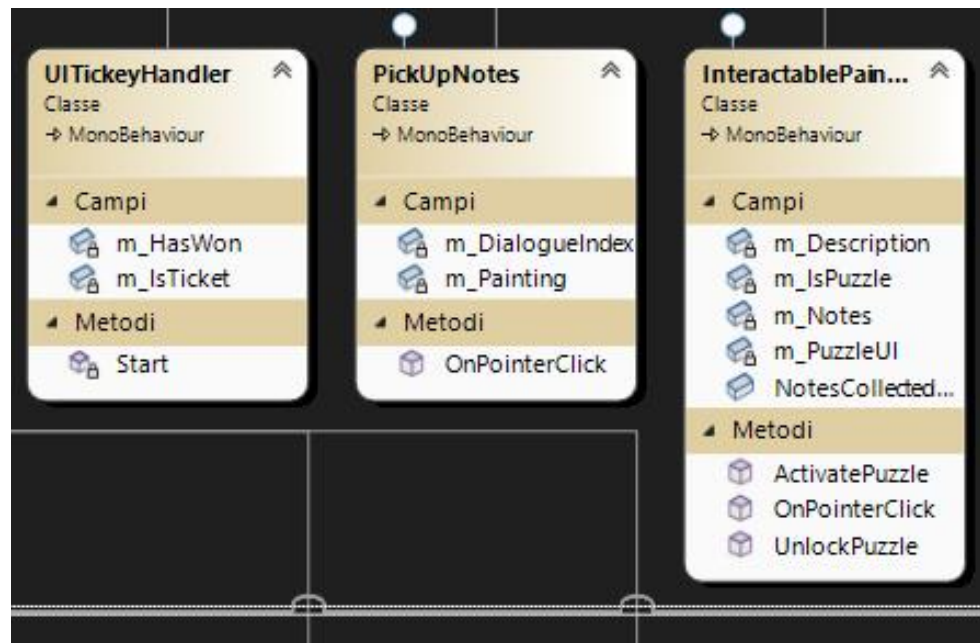 UITickeyHandler
Classe
MonoBehaviour
Campi
m_HasWon
m_IsTicket
Metodi
Start
PickUpNotes
Classe
MonoBehaviour
Campi
m_DialogueIndex
m_Painting
Metodi
OnPointerClick
InteractablePain...
Classe
MonoBehaviour
Campi
m_Description
m_IsPuzzle
m_Notes
m_PuzzleUI
NotesCollected...
Metodi
ActivatePuzzle
OnPointerClick
UnlockPuzzle